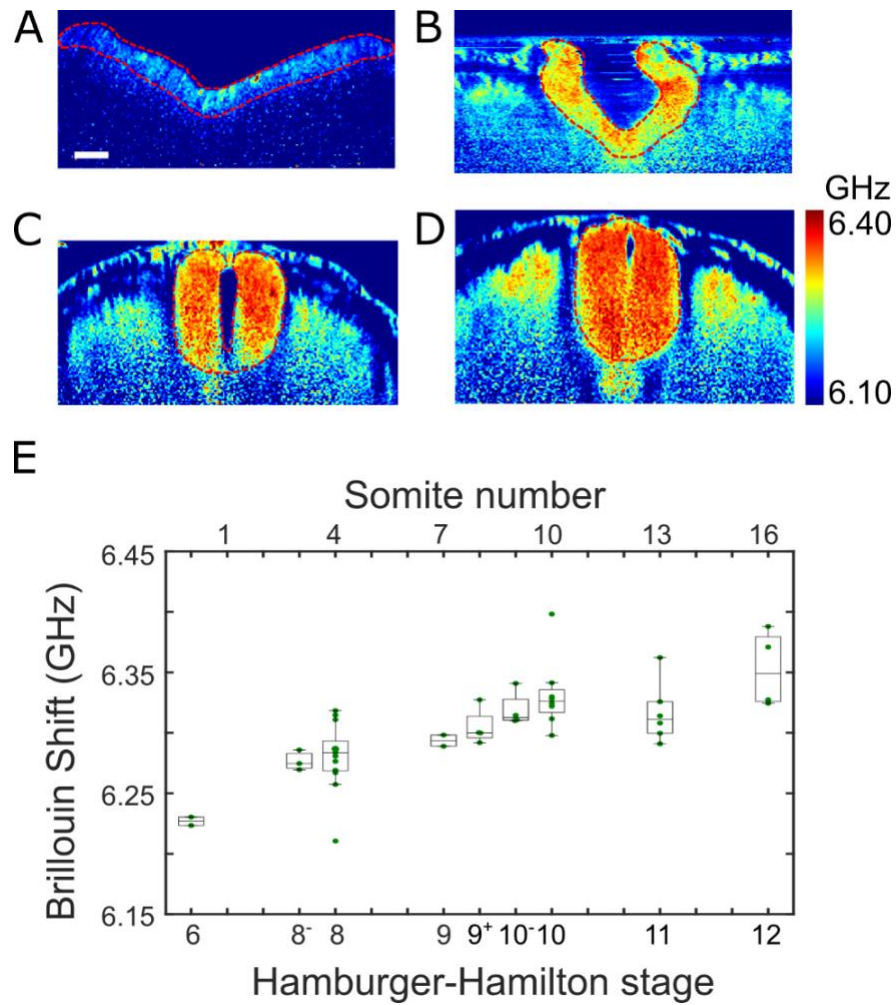 A
B
GHz
6.40
C
D
6.10
E
Somite number
1 4 7 10 13 16
6.45
6.35
6.25
6.15
Brillouin Shift (GHz)
6 8⁻ 8 9 9⁺ 10⁻ 10 11 12
Hamburger-Hamilton stage